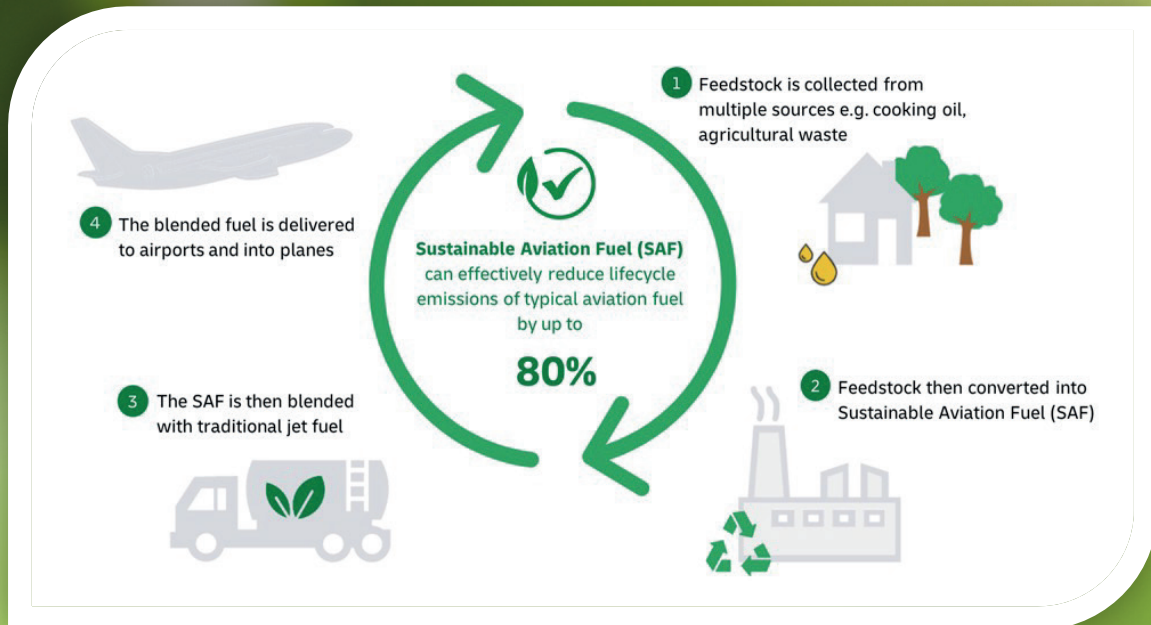 1
Feedstock is collected from
multiple sources e.g. cooking oil,
agricultural waste
2
Feedstock then converted into
Sustainable Aviation Fuel (SAF)
3
The SAF is then blended
with traditional jet fuel
4
The blended fuel is delivered
to airports and into planes
Sustainable Aviation Fuel (SAF)
can effectively reduce lifecycle
emissions of typical aviation fuel
by up to
80%